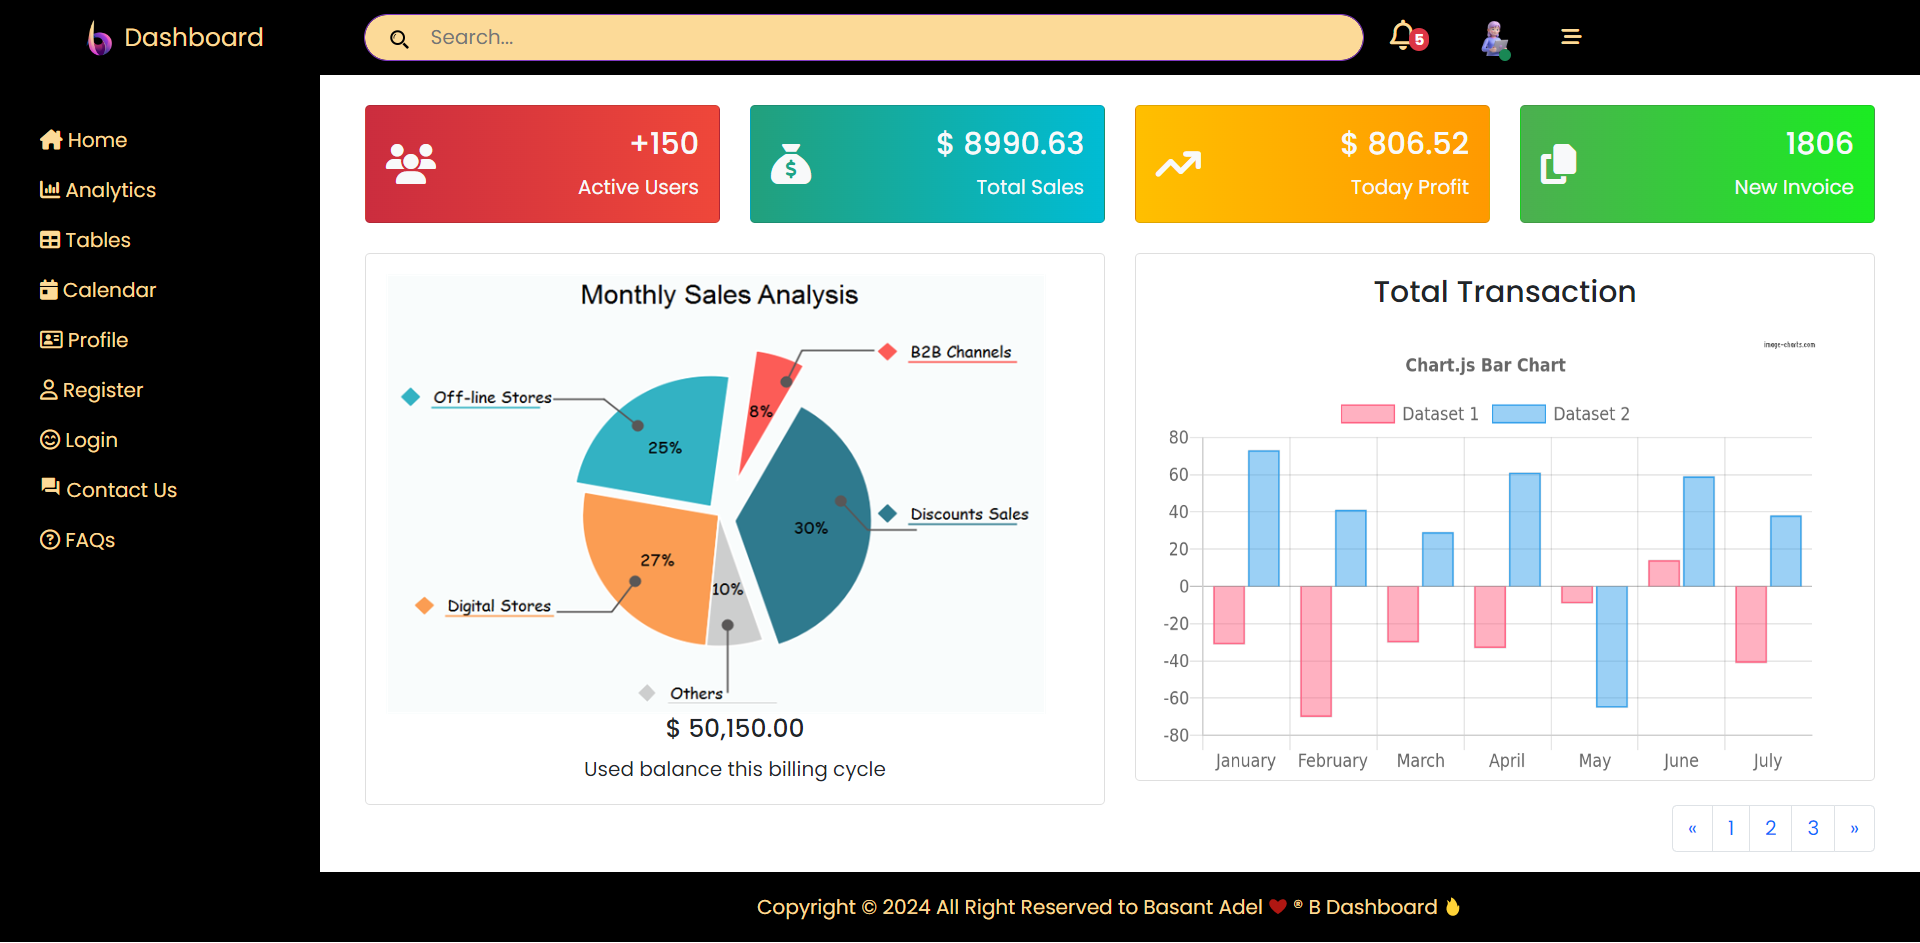 Dashboard
Search...
5
Home
Analytics
Tables
Calendar
Profile
Register
Login
Contact Us
FAQs
+150
Active Users
$ 8990.63
Total Sales
$ 806.52
Today Profit
1806
New Invoice
Monthly Sales Analysis
B2B Channels
Off-line Stores
8%
25%
Discounts Sales
30%
27%
10%
Digital Stores
Others
$ 50,150.00
Used balance this billing cycle
Total Transaction
image-charts.com
Chart.js Bar Chart
Dataset 1 Dataset 2
80
60
40
20
0
-20
-40
-60
-80
January February March April May June July
« 1 2 3 »
Copyright © 2024 All Right Reserved to Basant Adel ❤ ® B Dashboard 🔥